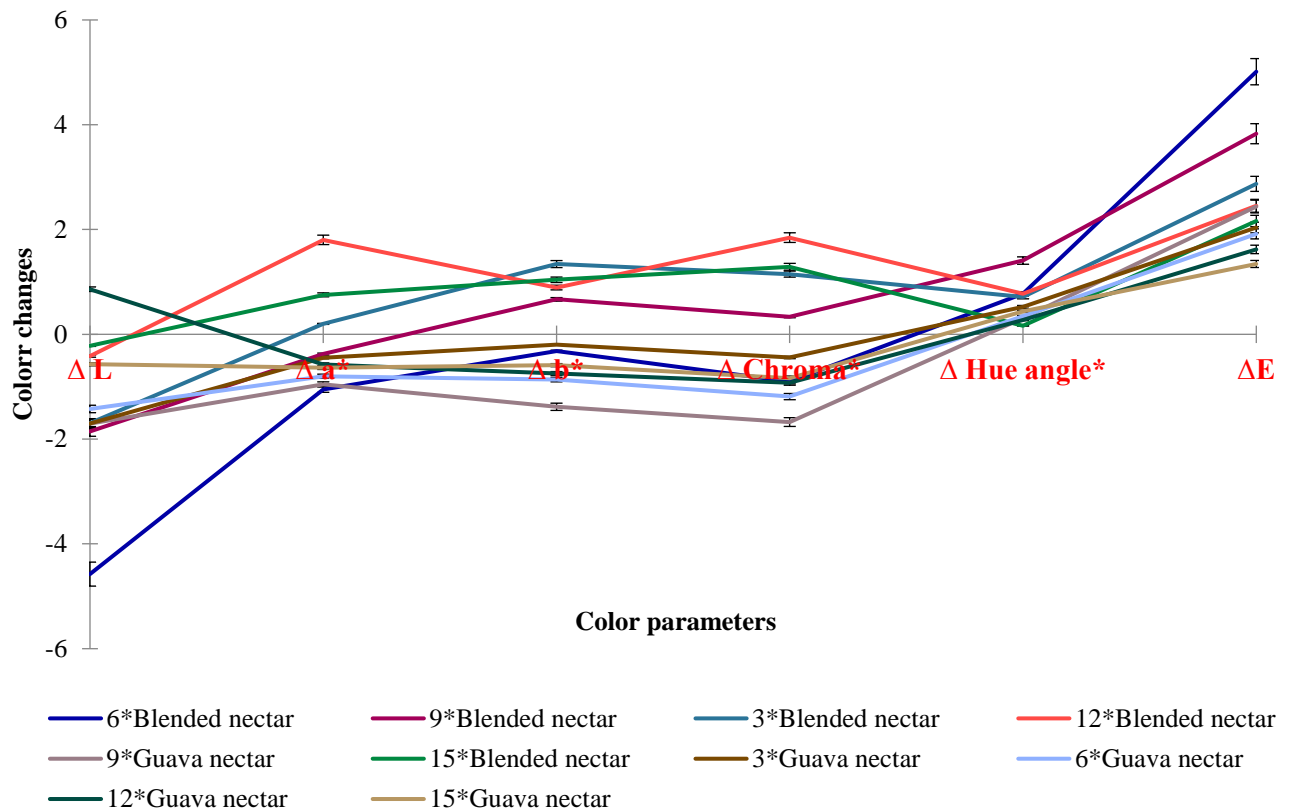 6
4
2
0
-2
-4
-6
Colorr changes
Δ L
Δ a*
Δ b*
Δ Chroma*
Δ Hue angle*
ΔE
Color parameters
6*Blended nectar
9*Blended nectar
3*Blended nectar
12*Blended nectar
9*Guava nectar
15*Blended nectar
3*Guava nectar
6*Guava nectar
12*Guava nectar
15*Guava nectar